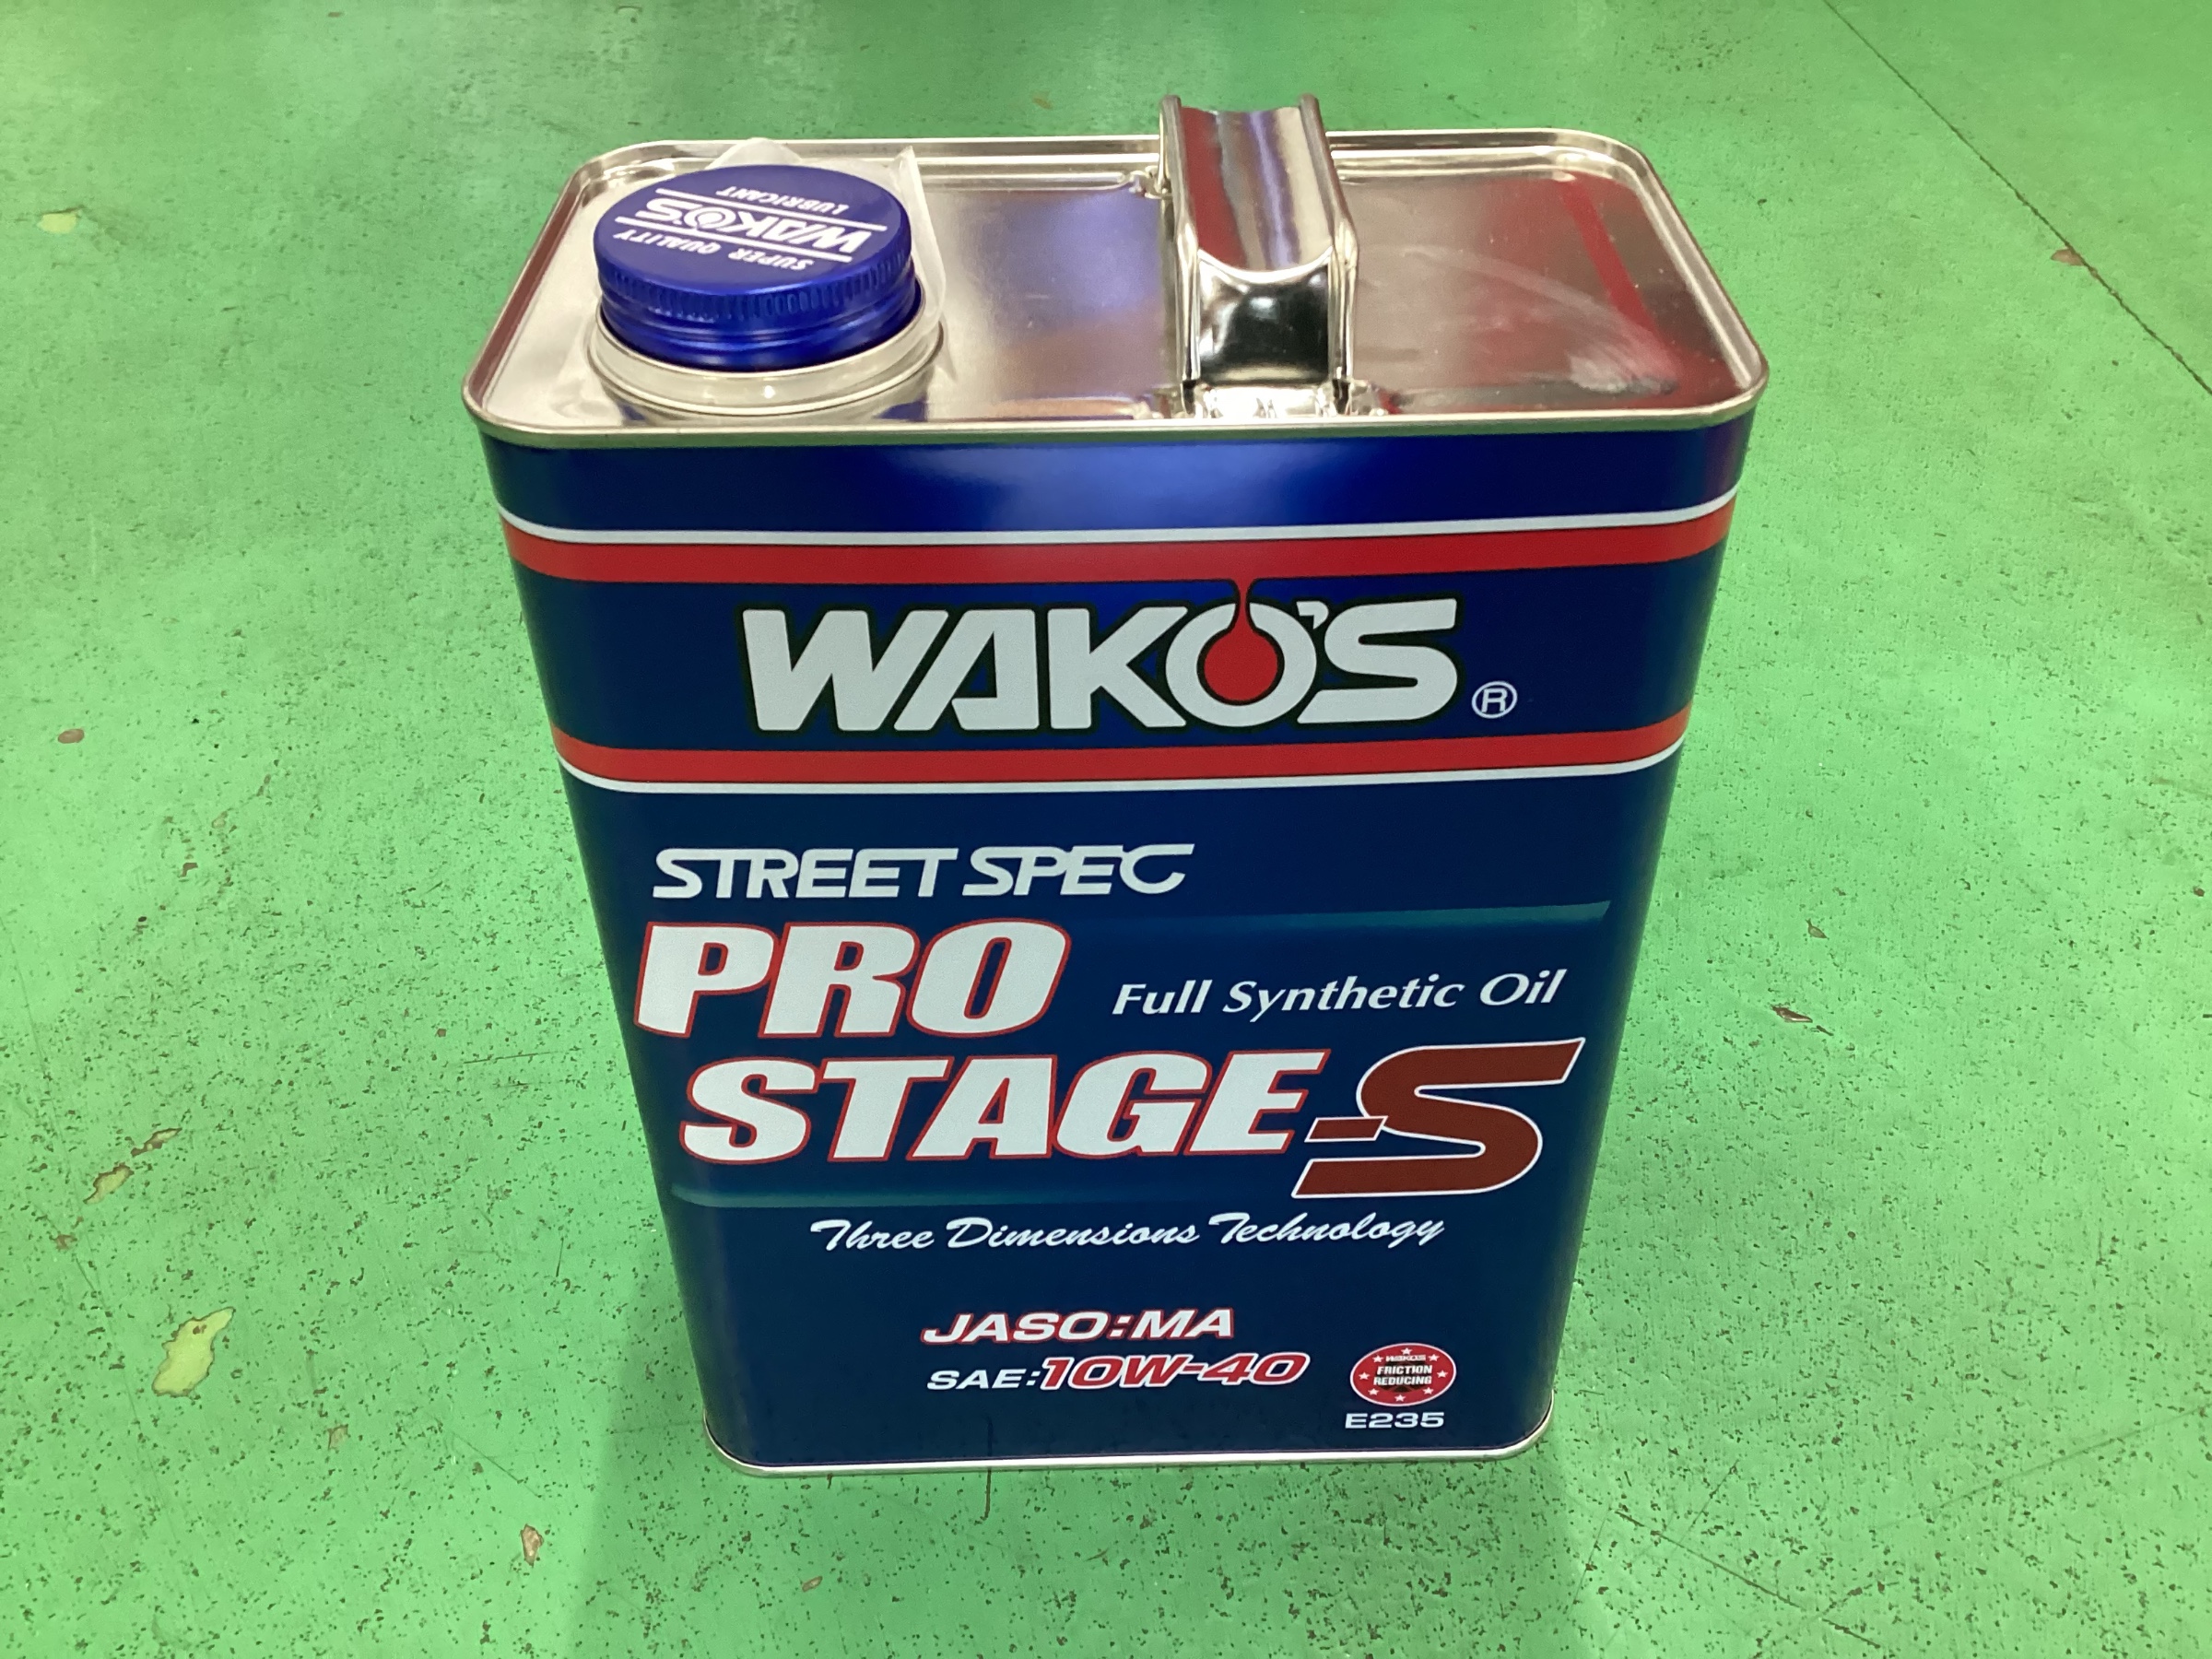 SUPER QUALITY
WAKO'S
LUBRICANT
WAKO'S ®
STREET SPEC
PRO
Full Synthetic Oil
STAGE-S
Three Dimensions Technology
JASO:MA
SAE:10W-40
WAKO'S
FRICTION
REDUCING
E235